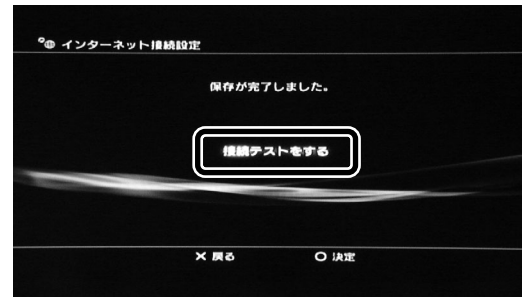 インターネット接続設定
保存が完了しました。
接続テストをする
× 戻る ○ 決定